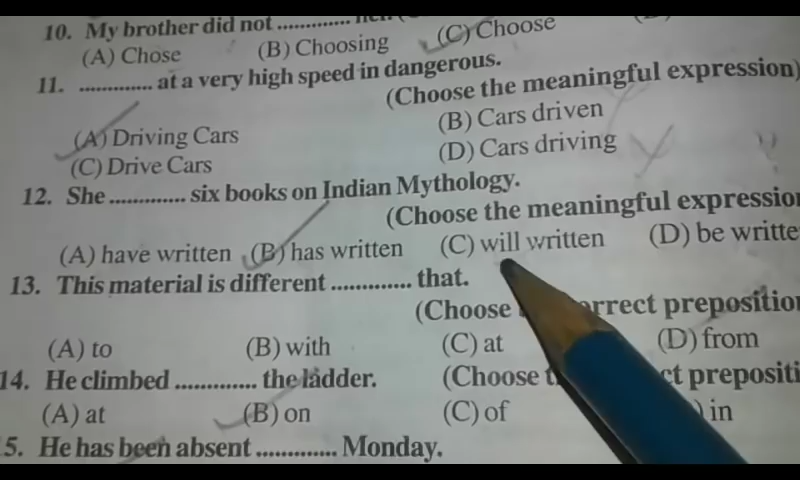 10. My brother did not .............
(A) Chose (B) Choosing (C) Choose
11. ............. at a very high speed in dangerous.
(Choose the meaningful expression)
(A) Driving Cars (B) Cars driven
(C) Drive Cars (D) Cars driving
12. She ............. six books on Indian Mythology.
(Choose the meaningful expression
(A) have written (B) has written (C) will written (D) be writte
13. This material is different ............. that.
(Choose rrect preposition
(A) to (B) with (C) at (D) from
14. He climbed ............. the ladder. (Choose t ct prepositi
(A) at (B) on (C) of ) in
5. He has been absent ............. Monday.